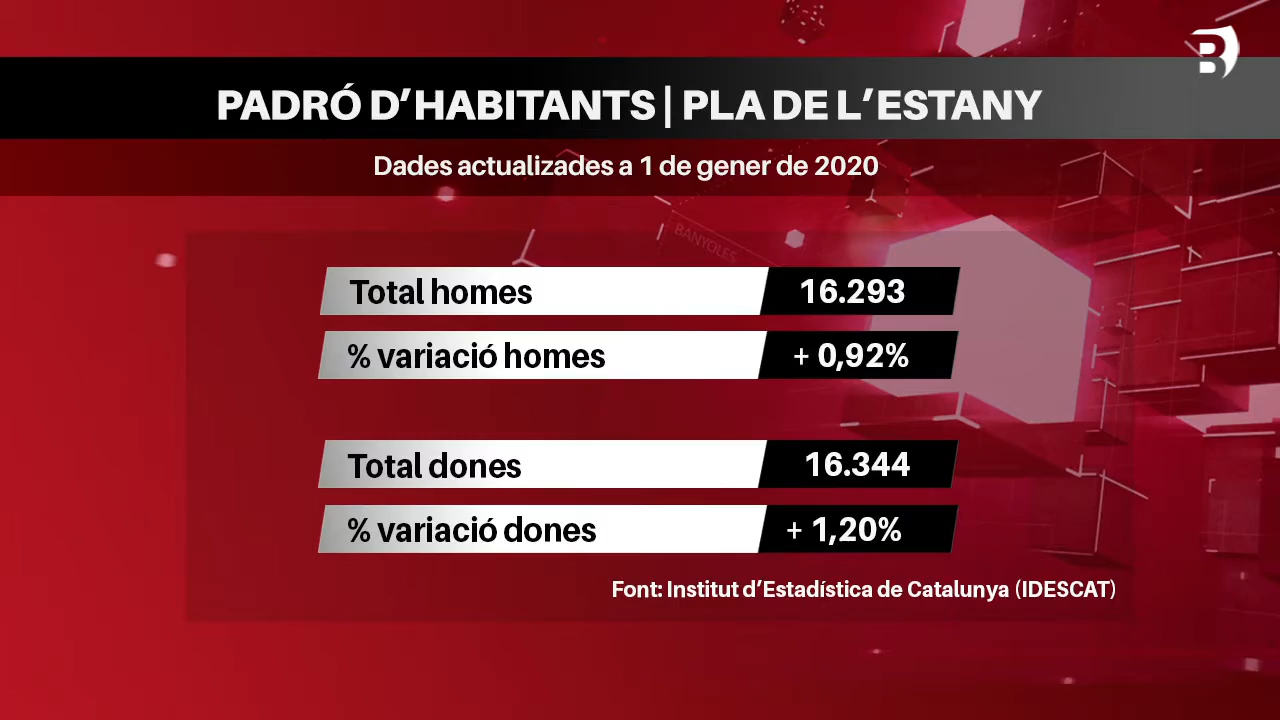 PADRÓ D'HABITANTS | PLA DE L'ESTANY
Dades actualizades a 1 de gener de 2020
BANYOLES
Total homes 16.293
% variació homes + 0,92%
Total dones 16.344
% variació dones + 1,20%
Font: Institut d'Estadística de Catalunya (IDESCAT)